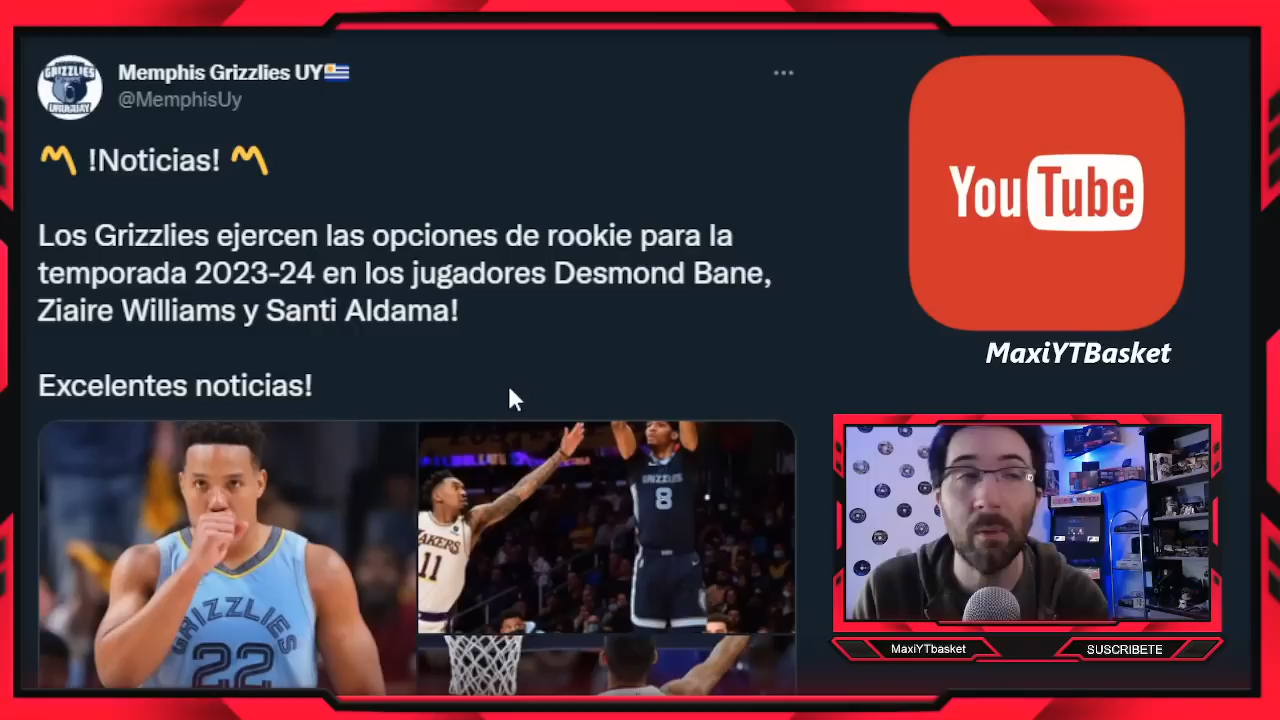 Memphis Grizzlies UY
@MemphisUy
!Noticias!
Los Grizzlies ejercen las opciones de rookie para la
temporada 2023-24 en los jugadores Desmond Bane,
Ziaire Williams y Santi Aldama!
Excelentes noticias!
GRIZZLIES
22
LAKERS
11
GRIZZLIES
8
YouTube
MaxiYTBasket
MaxiYTbasket
SUSCRIBETE